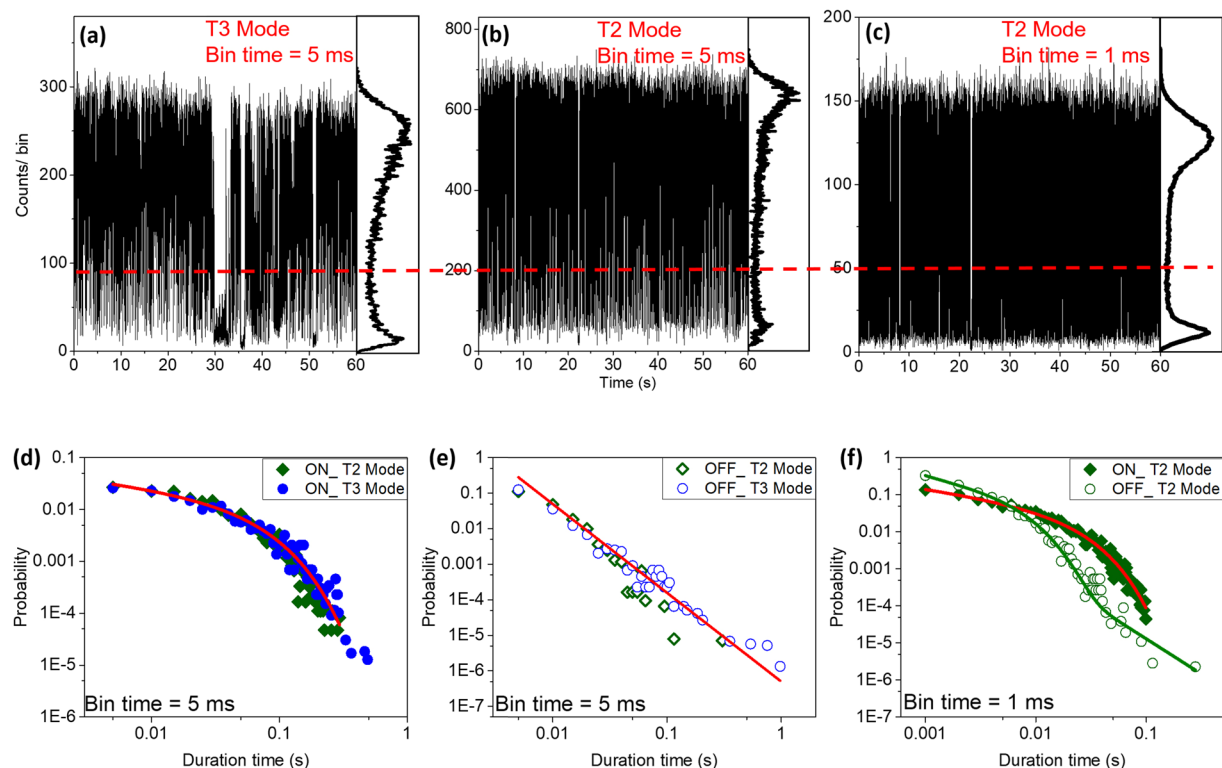 (a)
T3 Mode
Bin time = 5 ms
300
250
200
150
100
50
0
Counts/ bin
0 10 20 30 40 50 60
(b)
T2 Mode
Bin time = 5 ms
800
600
400
200
0
0 10 20 30 40 50 60
Time (s)
(c)
T2 Mode
Bin time = 1 ms
200
150
100
50
0
0 10 20 30 40 50 60
(d)
ON_ T2 Mode
ON_ T3 Mode
0.1
0.01
0.001
1E-4
1E-5
1E-6
Probability
Bin time = 5 ms
0.01 0.1 1
Duration time (s)
(e)
OFF_ T2 Mode
OFF_ T3 Mode
1
0.1
0.01
0.001
1E-4
1E-5
1E-6
1E-7
Probability
Bin time = 5 ms
0.01 0.1 1
Duration time (s)
(f)
ON_ T2 Mode
OFF_ T2 Mode
1
0.1
0.01
0.001
1E-4
1E-5
1E-6
1E-7
Probability
Bin time = 1 ms
0.001 0.01 0.1
Duration time (s)